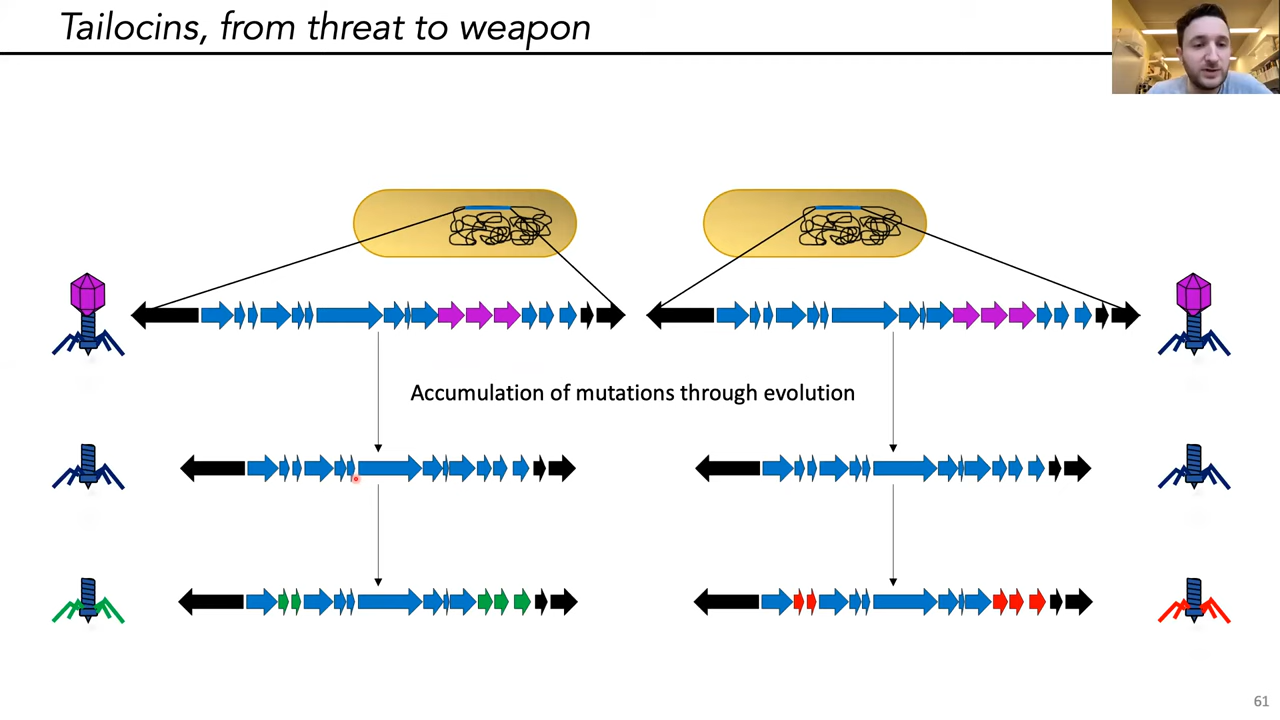 Tailocins, from threat to weapon
Accumulation of mutations through evolution
61